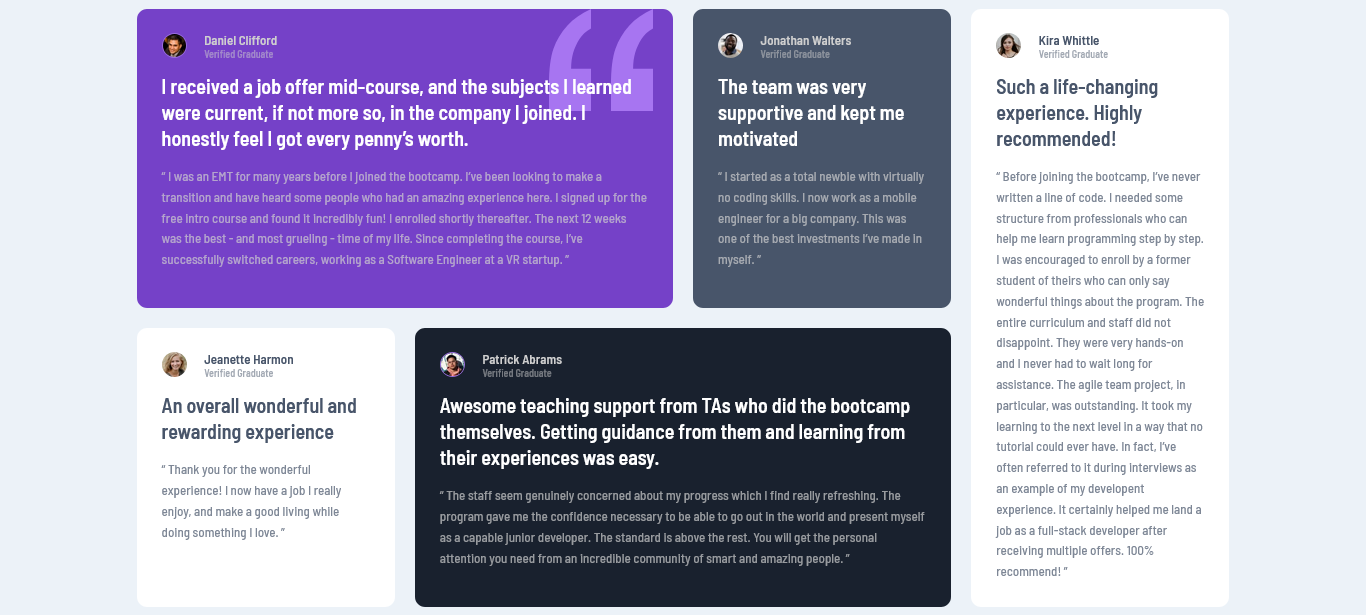 Daniel Clifford
Verified Graduate
I received a job offer mid-course, and the subjects I learned
were current, if not more so, in the company I joined. I
honestly feel I got every penny’s worth.
“ I was an EMT for many years before I joined the bootcamp. I’ve been looking to make a
transition and have heard some people who had an amazing experience here. I signed up for the
free intro course and found it incredibly fun! I enrolled shortly thereafter. The next 12 weeks
was the best - and most grueling - time of my life. Since completing the course, I’ve
successfully switched careers, working as a Software Engineer at a VR startup. ”
Jonathan Walters
Verified Graduate
The team was very
supportive and kept me
motivated
“ I started as a total newbie with virtually
no coding skills. I now work as a mobile
engineer for a big company. This was
one of the best investments I’ve made in
myself. ”
Kira Whittle
Verified Graduate
Such a life-changing
experience. Highly
recommended!
“ Before joining the bootcamp, I’ve never
written a line of code. I needed some
structure from professionals who can
help me learn programming step by step.
I was encouraged to enroll by a former
student of theirs who can only say
wonderful things about the program. The
entire curriculum and staff did not
disappoint. They were very hands-on
and I never had to wait long for
assistance. The agile team project, in
particular, was outstanding. It took my
learning to the next level in a way that no
tutorial could ever have. In fact, I’ve
often referred to it during interviews as
an example of my developent
experience. It certainly helped me land a
job as a full-stack developer after
receiving multiple offers. 100%
recommend! ”
Jeanette Harmon
Verified Graduate
An overall wonderful and
rewarding experience
“ Thank you for the wonderful
experience! I now have a job I really
enjoy, and make a good living while
doing something I love. ”
Patrick Abrams
Verified Graduate
Awesome teaching support from TAs who did the bootcamp
themselves. Getting guidance from them and learning from
their experiences was easy.
“ The staff seem genuinely concerned about my progress which I find really refreshing. The
program gave me the confidence necessary to be able to go out in the world and present myself
as a capable junior developer. The standard is above the rest. You will get the personal
attention you need from an incredible community of smart and amazing people. ”